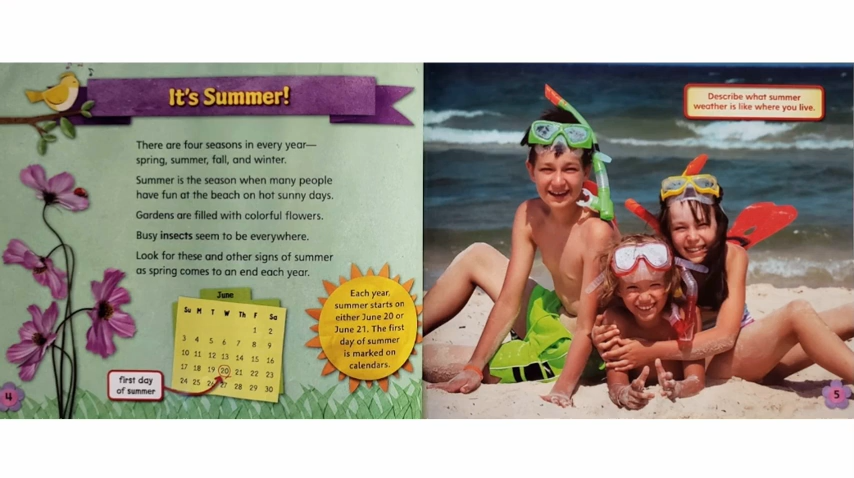 It's Summer!
There are four seasons in every year—
spring, summer, fall, and winter.
Summer is the season when many people
have fun at the beach on hot sunny days.
Gardens are filled with colorful flowers.
Busy insects seem to be everywhere.
Look for these and other signs of summer
as spring comes to an end each year.
June
Su M T W Th F Sa
1 2
3 4 5 6 7 8 9
10 11 12 13 14 15 16
17 18 19 20 21 22 23
24 25 26 27 28 29 30
first day
of summer
Each year,
summer starts on
either June 20 or
June 21. The first
day of summer
is marked on
calendars.
4
Describe what summer
weather is like where you live.
5